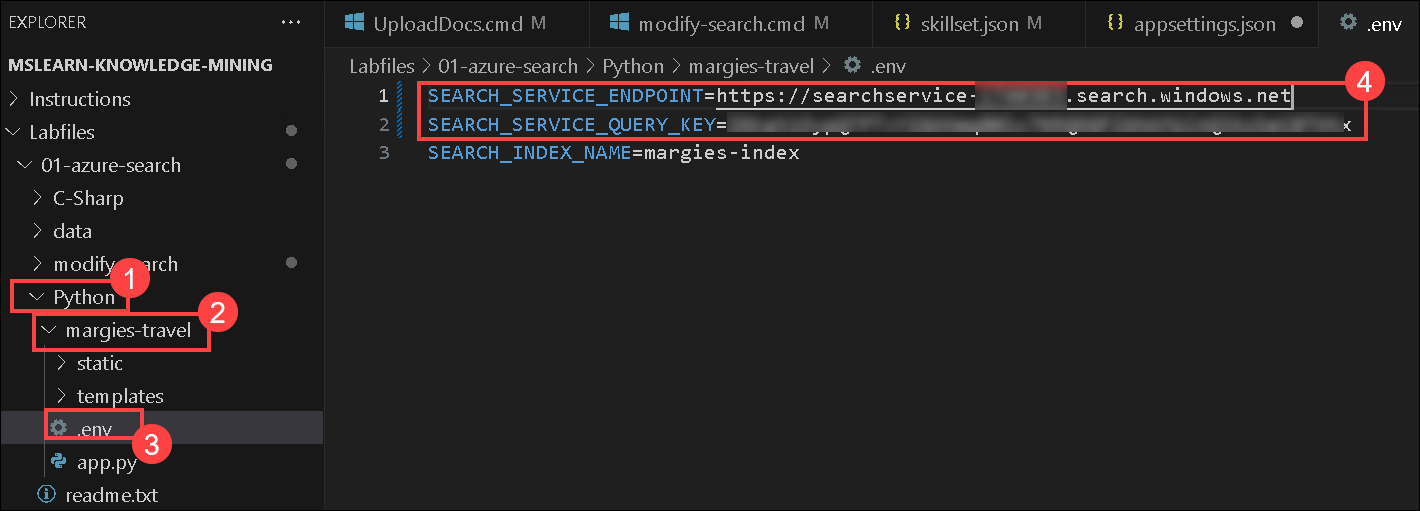 EXPLORER ...
UploadDocs.cmd M
modify-search.cmd M
{} skillset.json M
{} appsettings.json
.env
MSLEARN-KNOWLEDGE-MINING
Instructions
Labfiles
01-azure-search
C-Sharp
data
modify-search
1
Python
2
margies-travel
static
templates
.env
3
app.py
readme.txt
Labfiles > 01-azure-search > Python > margies-travel > .env
4
1 SEARCH_SERVICE_ENDPOINT=https://searchservice- .search.windows.net
2 SEARCH_SERVICE_QUERY_KEY= x
3 SEARCH_INDEX_NAME=margies-index